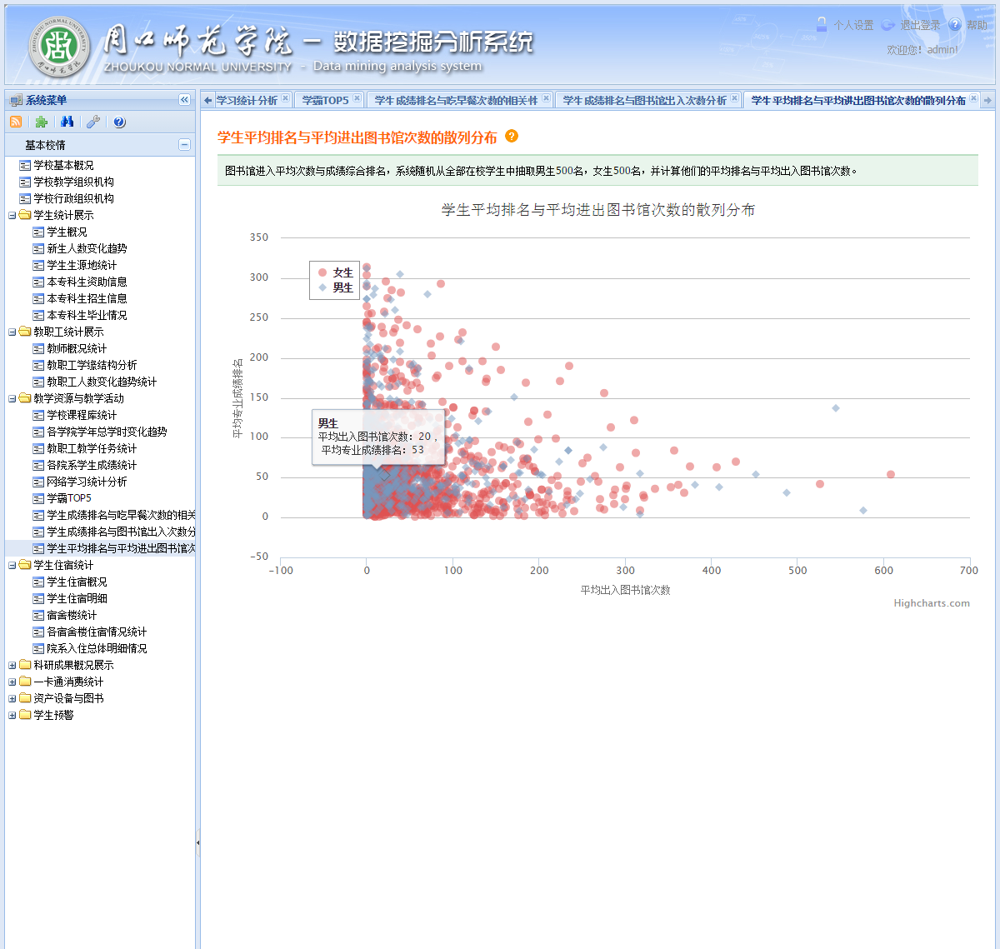 周口师范学院 — 数据挖掘分析系统
ZHOUKOU NORMAL UNIVERSITY - Data mining analysis system
ZHOUKOU NORMAL UNIVERSITY
周口师范学院
个人设置 退出登录 帮助
欢迎您！admin!
系统菜单
基本校情
学校基本概况
学校教学组织机构
学校行政组织机构
学生统计展示
学生概况
新生人数变化趋势
学生生源地统计
本专科生资助信息
本专科生招生信息
本专科生毕业情况
教职工统计展示
教师概况统计
教职工学缘结构分析
教职工人数变化趋势统计
教学资源与教学活动
学校课程库统计
各学院学年总学时变化趋势
教职工教学任务统计
各院系学生成绩统计
网络学习统计分析
学霸TOP5
学生成绩排名与吃早餐次数的相关
学生成绩排名与图书馆出入次数分
学生平均排名与平均进出图书馆次
学生住宿统计
学生住宿概况
学生住宿明细
宿舍楼统计
各宿舍楼住宿情况统计
院系入住总体明细情况
科研成果概况展示
一卡通消费统计
资产设备与图书
学生预警
学习统计分析 学霸TOP5 学生成绩排名与吃早餐次数的相关性 学生成绩排名与图书馆出入次数分析 学生平均排名与平均进出图书馆次数的散列分布
学生平均排名与平均进出图书馆次数的散列分布
图书馆进入平均次数与成绩综合排名，系统随机从全部在校学生中抽取男生500名，女生500名，并计算他们的平均排名与平均出入图书馆次数。
学生平均排名与平均进出图书馆次数的散列分布
350
300
250
200
150
100
50
0
-50
平均专业成绩排名
女生
男生
男生
平均出入图书馆次数：20，
平均专业成绩排名：53
-100 0 100 200 300 400 500 600 700
平均出入图书馆次数
Highcharts.com